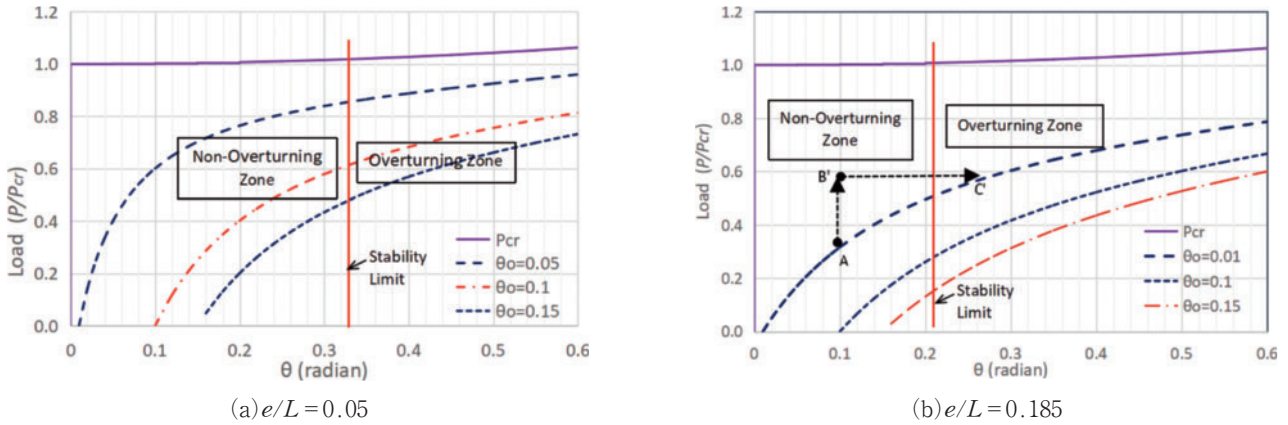 1.2
1.0
0.8
0.6
0.4
0.2
0.0
Load (P/Pcr)
Non-Overturning
Zone
Overturning Zone
Stability
Limit
Pcr
θo=0.05
θo=0.1
θo=0.15
0 0.1 0.2 0.3 0.4 0.5 0.6
θ (radian)
(a) e/L=0.05
1.2
1.0
0.8
0.6
0.4
0.2
0.0
Load (P/Pcr)
Non-Overturning
Zone
Overturning Zone
B'
C'
A
Stability
Limit
Pcr
θo=0.01
θo=0.1
θo=0.15
0 0.1 0.2 0.3 0.4 0.5 0.6
θ (radian)
(b) e/L=0.185